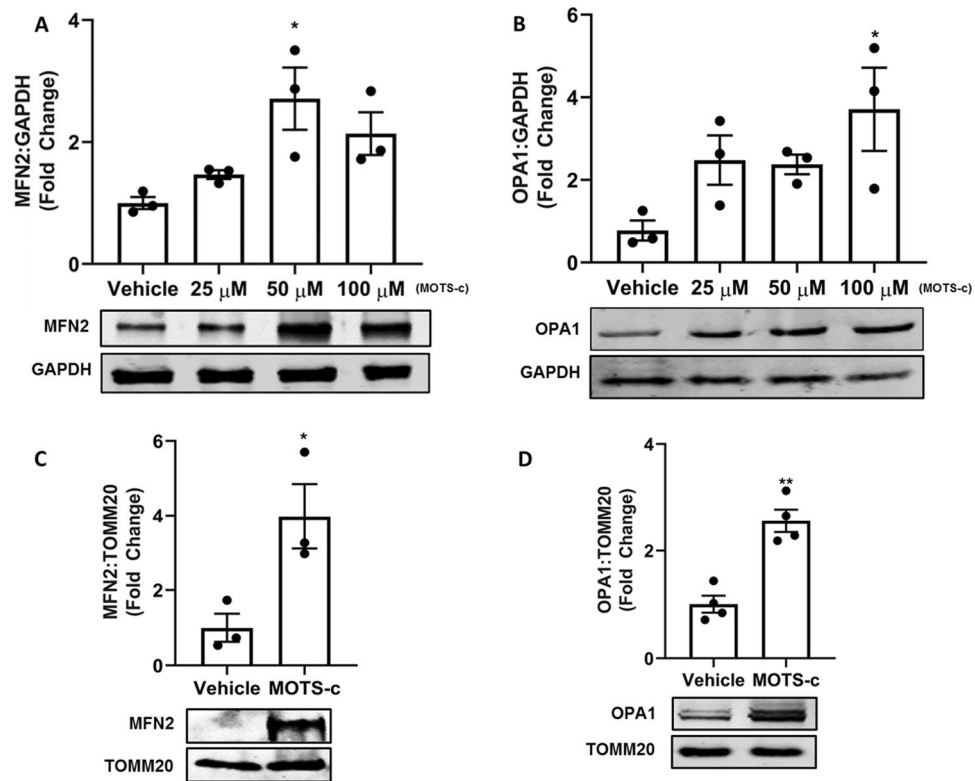 A
MFN2:GAPDH
(Fold Change)
4
2
0
*
Vehicle 25 μM 50 μM 100 μM (MOTS-c)
MFN2
GAPDH
B
OPA1:GAPDH
(Fold Change)
6
4
2
0
*
Vehicle 25 μM 50 μM 100 μM (MOTS-c)
OPA1
GAPDH
C
MFN2:TOMM20
(Fold Change)
6
4
2
0
*
Vehicle MOTS-c
MFN2
TOMM20
D
OPA1:TOMM20
(Fold Change)
4
2
0
**
Vehicle MOTS-c
OPA1
TOMM20